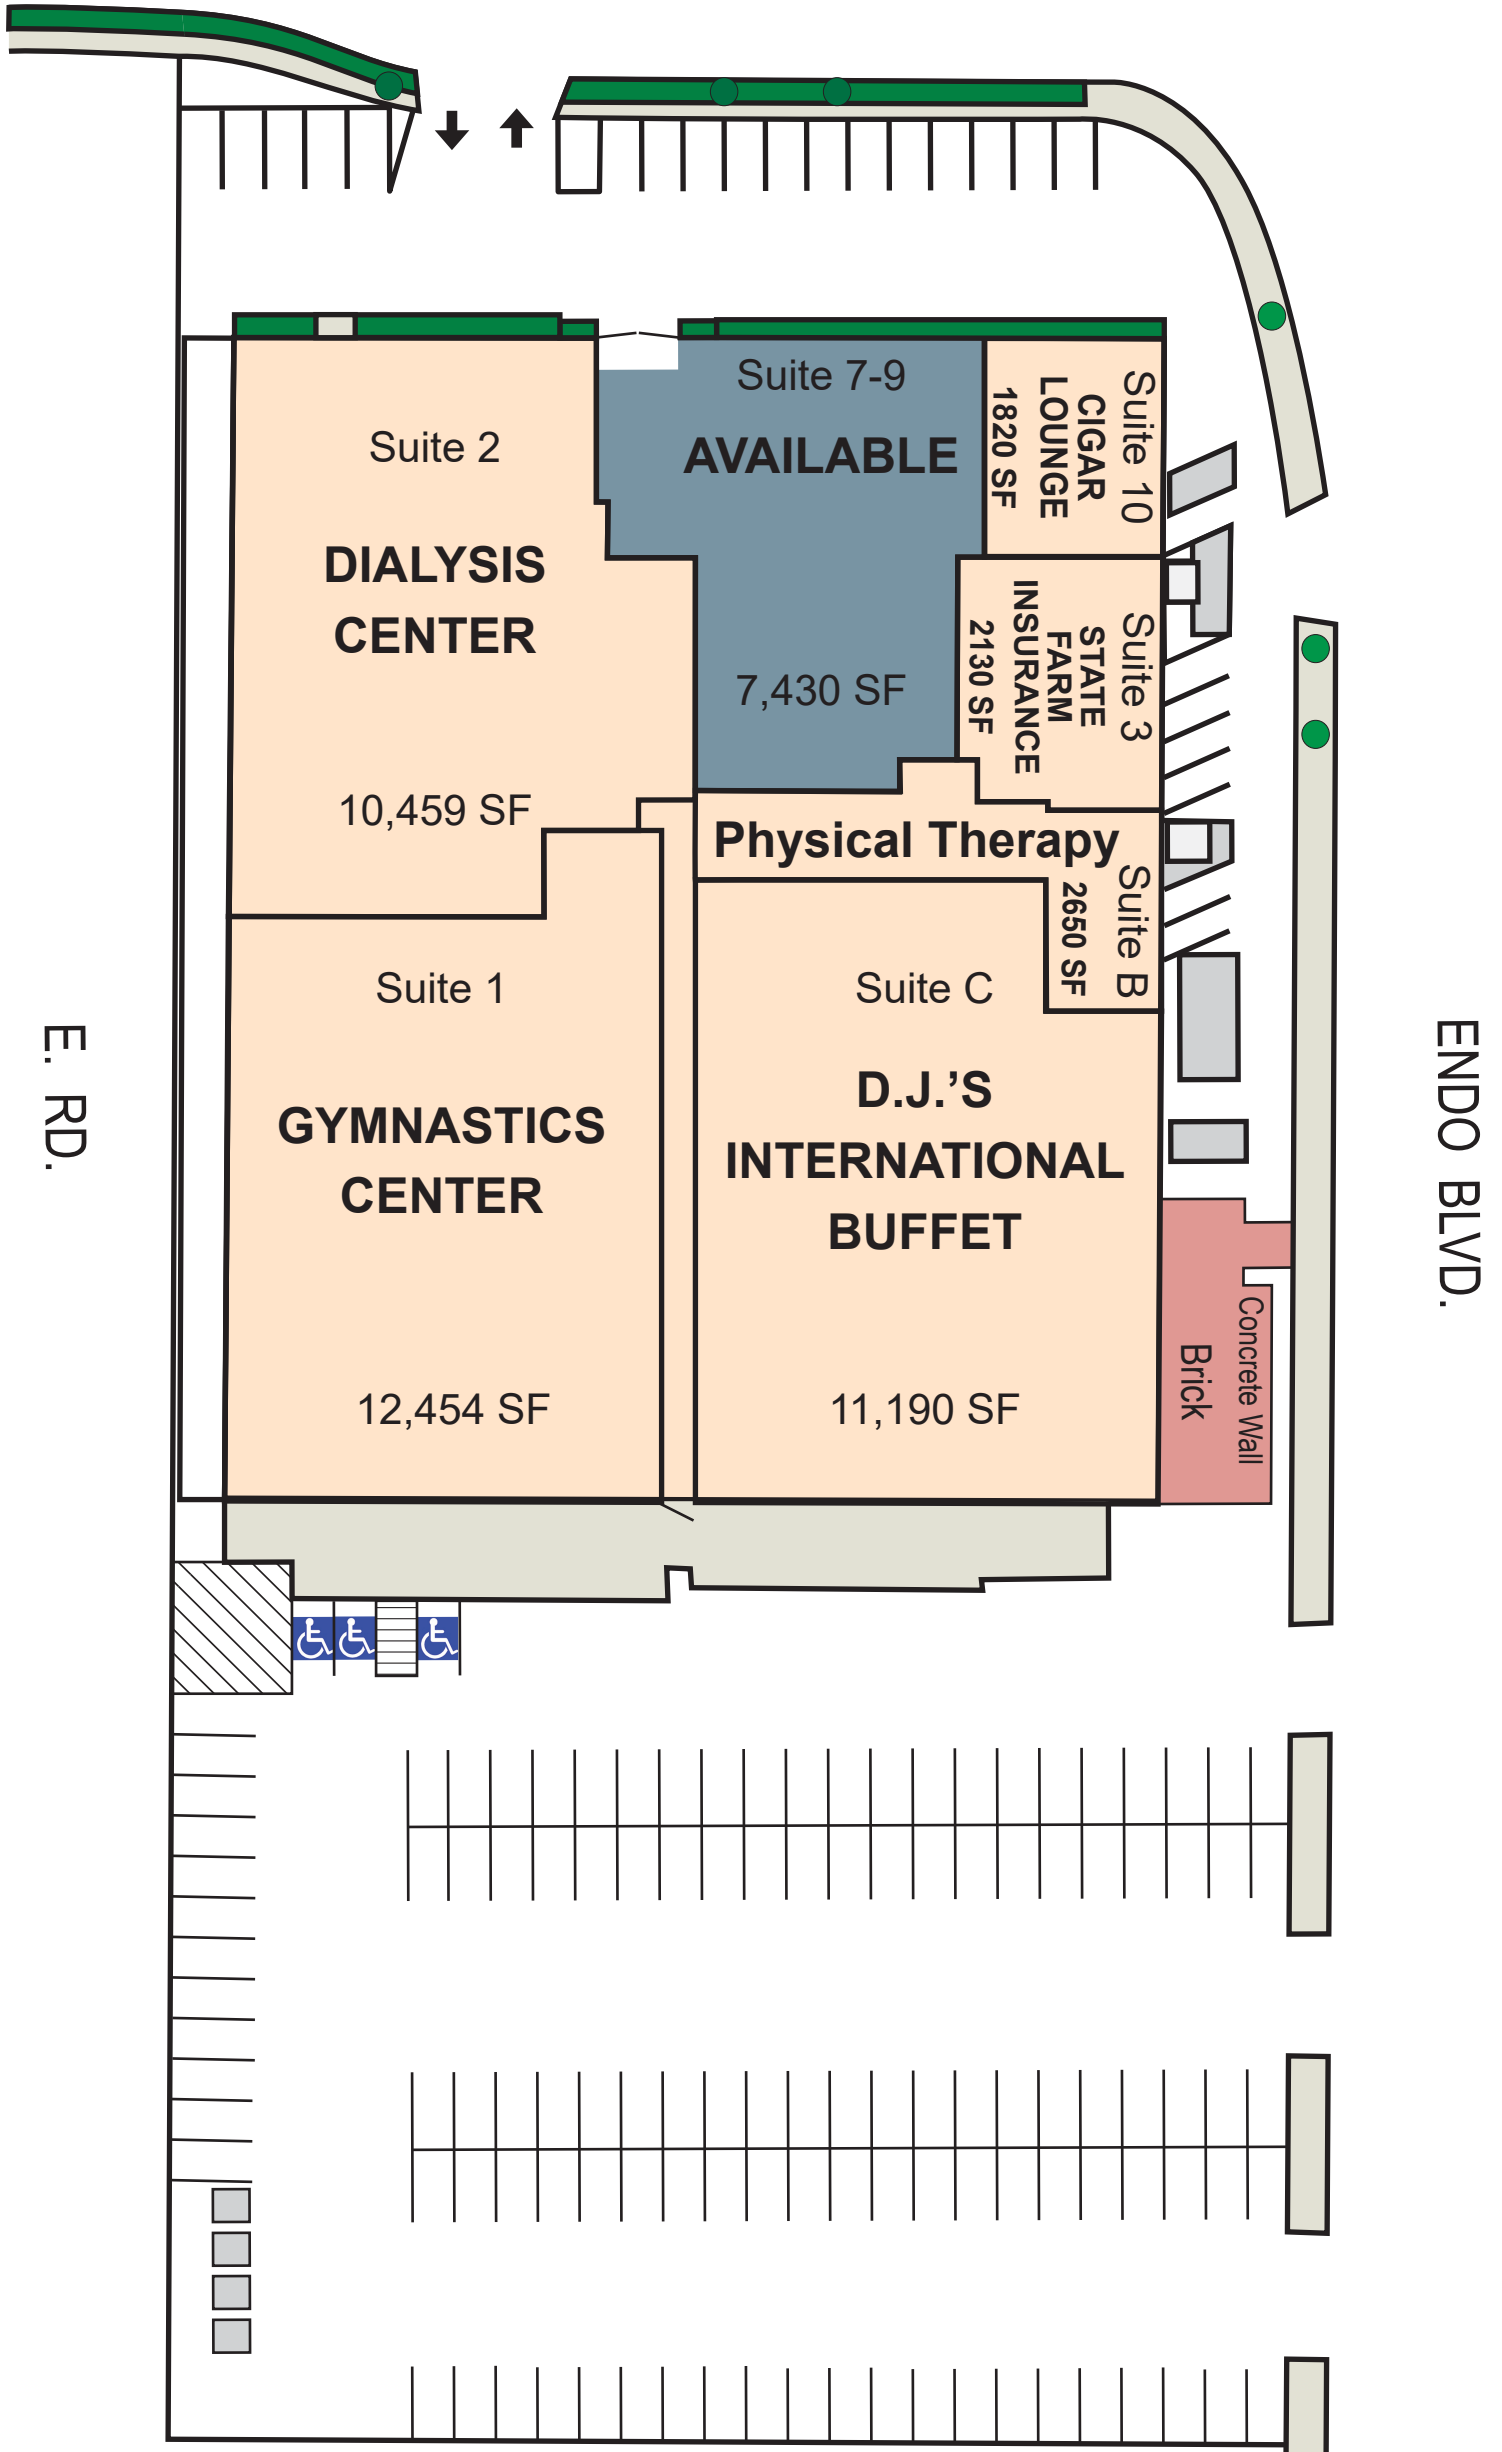 Suite 7-9
AVAILABLE
7,430 SF
Suite 10
CIGAR
LOUNGE
1820 SF
Suite 2
DIALYSIS
CENTER
10,459 SF
Suite 3
STATE
FARM
INSURANCE
2130 SF
Physical Therapy
Suite B
2650 SF
Suite 1
GYMNASTICS
CENTER
12,454 SF
Suite C
D.J.’S
INTERNATIONAL
BUFFET
11,190 SF
Concrete Wall
Brick
E. RD.
ENDO BLVD.